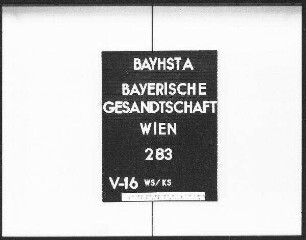 BAYHSTA
BAYERISCHE
GESANDTSCHAFT
WIEN
283
V-16 WS/KS